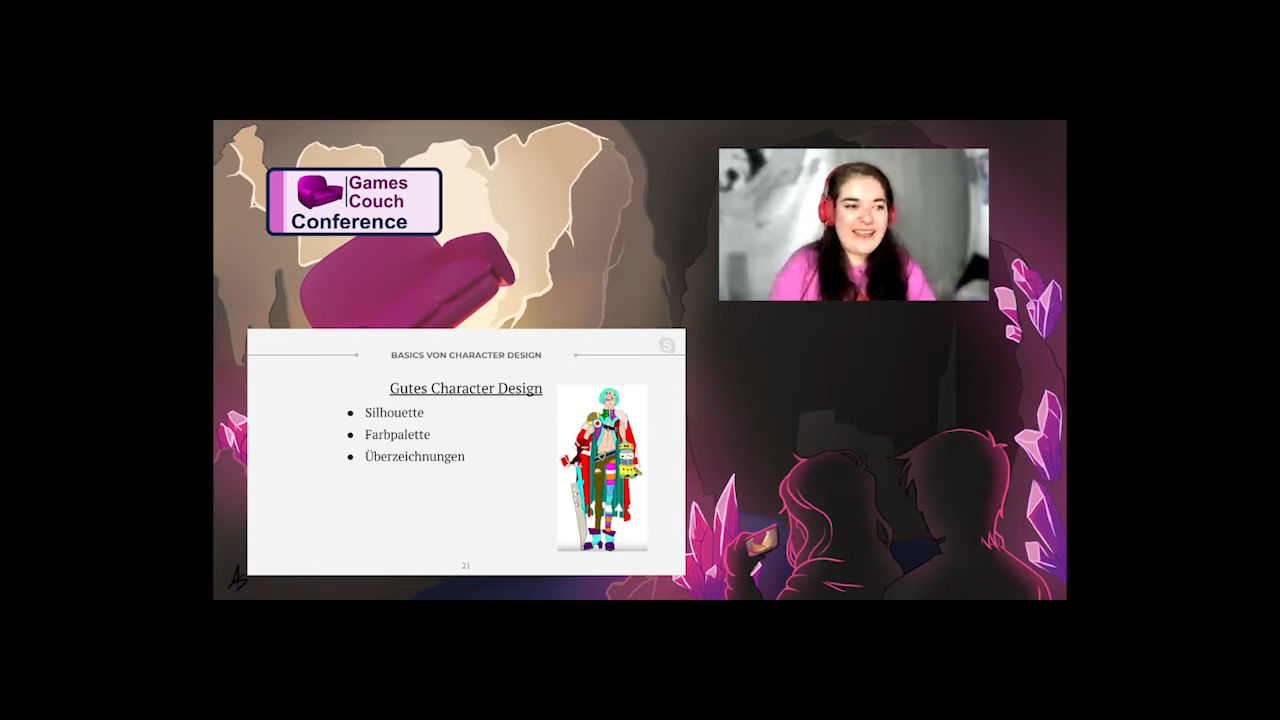 Games
Couch
Conference
BASICS VON CHARACTER DESIGN
Gutes Character Design
● Silhouette
● Farbpalette
● Überzeichnungen
21